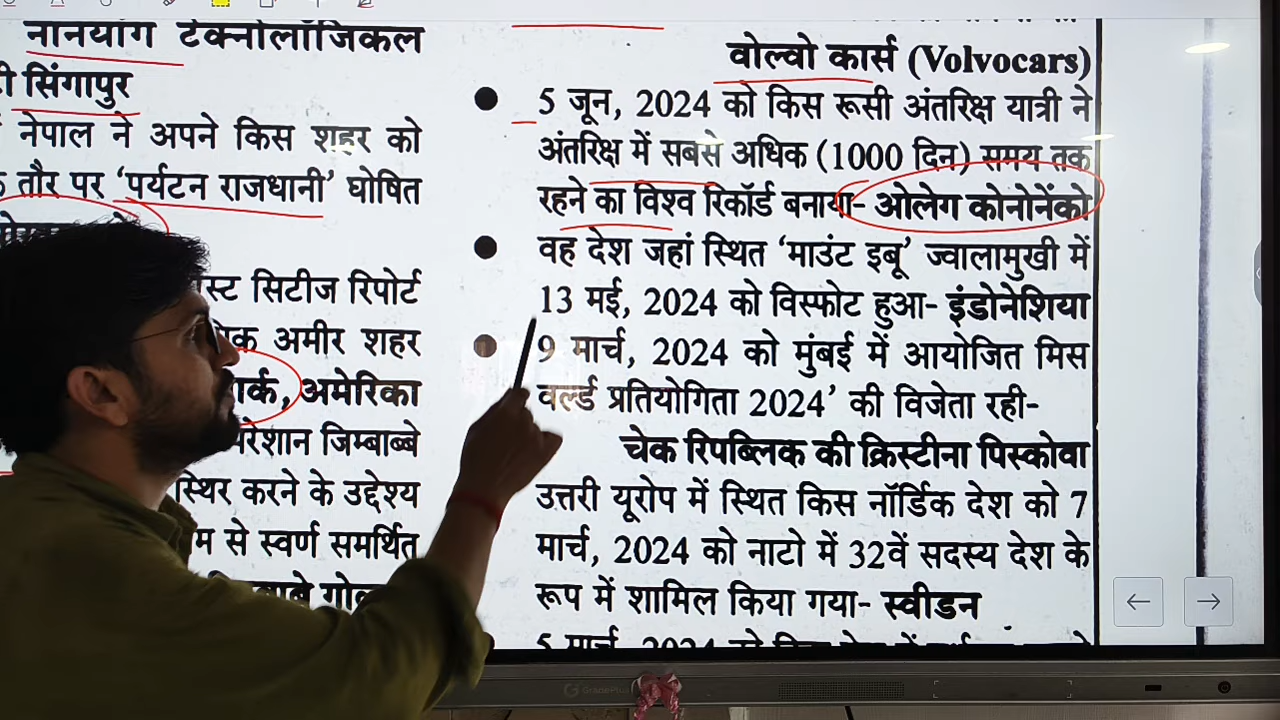 नानयांग टेक्नोलॉजिकल
सिंगापुर
नेपाल ने अपने किस शहर को
तौर पर 'पर्यटन राजधानी' घोषित
सिटीज रिपोर्ट
अमीर शहर
अमेरिका
जिम्बाब्बे
स्थिर करने के उद्देश्य
से स्वर्ण समर्थित
वोल्वो कार्स (Volvocars)
● 5 जून, 2024 को किस रूसी अंतरिक्ष यात्री ने
अंतरिक्ष में सबसे अधिक (1000 दिन) समय तक
रहने का विश्व रिकॉर्ड बनाया- ओलेग कोनोनेंको
● वह देश जहां स्थित 'माउंट इबू' ज्वालामुखी में
13 मई, 2024 को विस्फोट हुआ- इंडोनेशिया
● 9 मार्च, 2024 को मुंबई में आयोजित मिस
वर्ल्ड प्रतियोगिता 2024' की विजेता रही-
चेक रिपब्लिक की क्रिस्टीना पिस्कोवा
उत्तरी यूरोप में स्थित किस नॉर्डिक देश को 7
मार्च, 2024 को नाटो में 32वें सदस्य देश के
रूप में शामिल किया गया- स्वीडन
5 मार्च, 2024 को